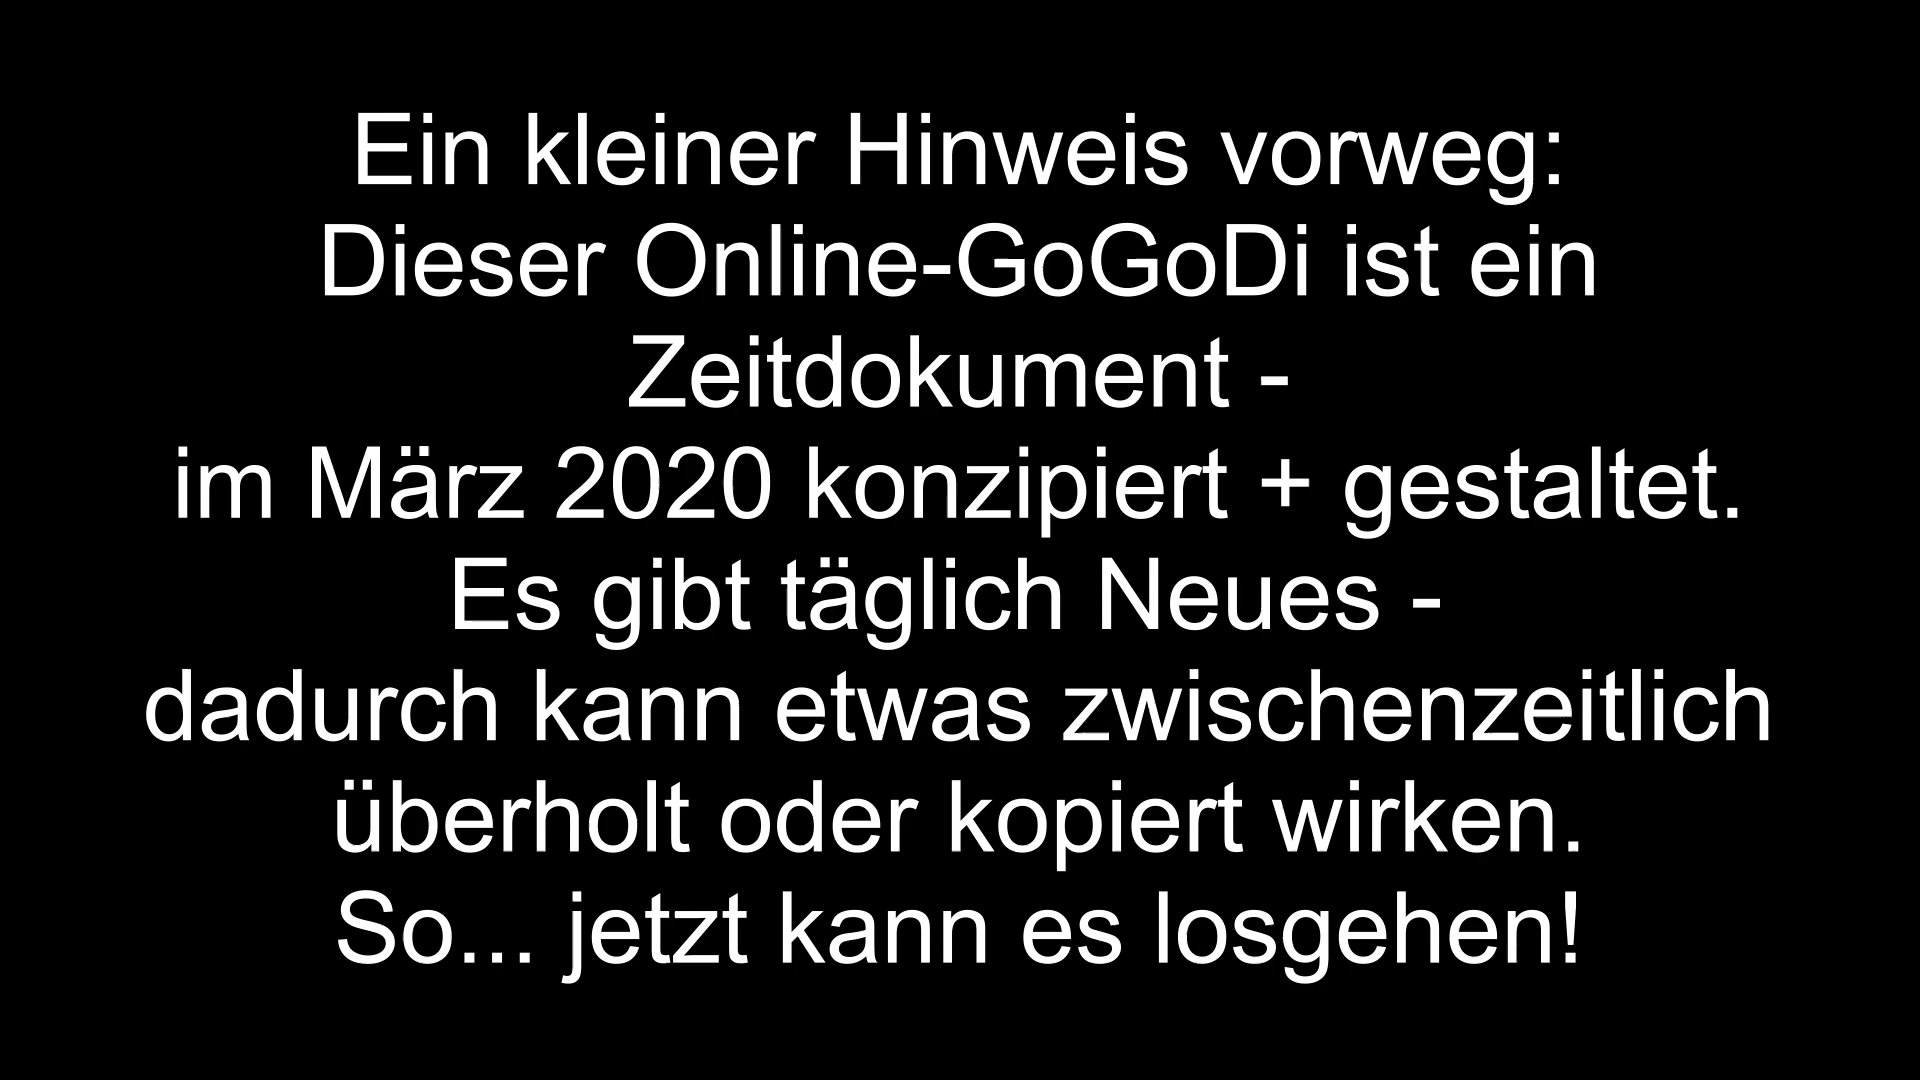 Ein kleiner Hinweis vorweg:
Dieser Online-GoGoDi ist ein
Zeitdokument -
im März 2020 konzipiert + gestaltet.
Es gibt täglich Neues -
dadurch kann etwas zwischenzeitlich
überholt oder kopiert wirken.
So... jetzt kann es losgehen!